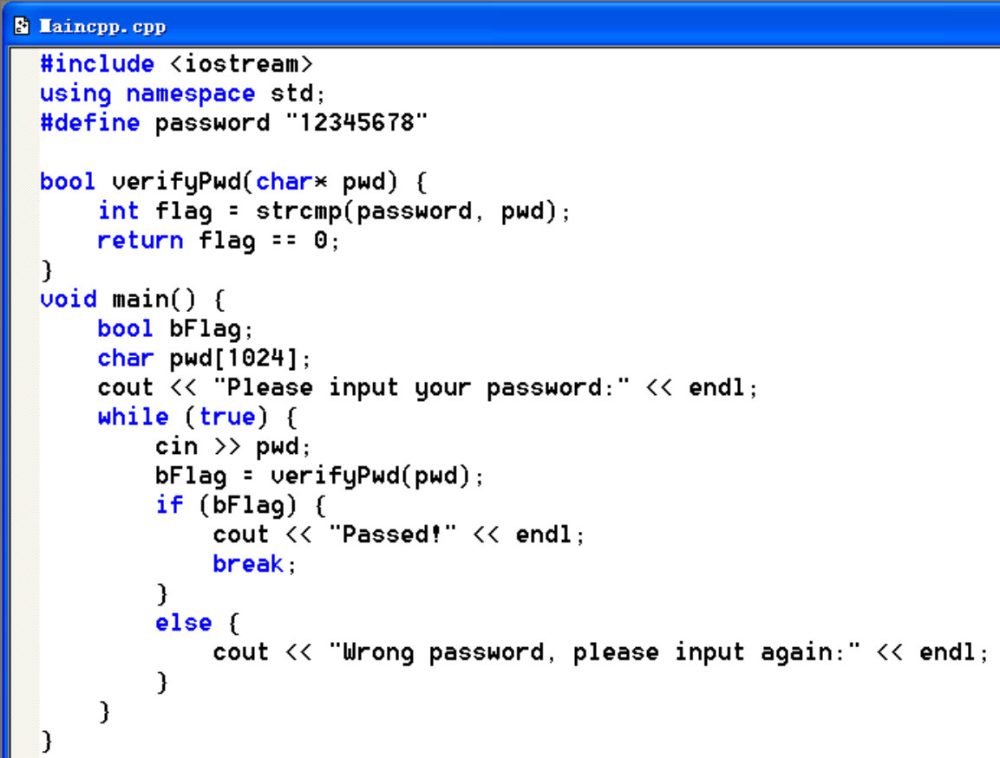 Maincpp.cpp
#include <iostream>
using namespace std;
#define password "12345678"

bool verifyPwd(char* pwd) {
    int flag = strcmp(password, pwd);
    return flag == 0;
}
void main() {
    bool bFlag;
    char pwd[1024];
    cout << "Please input your password:" << endl;
    while (true) {
        cin >> pwd;
        bFlag = verifyPwd(pwd);
        if (bFlag) {
            cout << "Passed!" << endl;
            break;
        }
        else {
            cout << "Wrong password, please input again:" << endl;
        }
    }
}